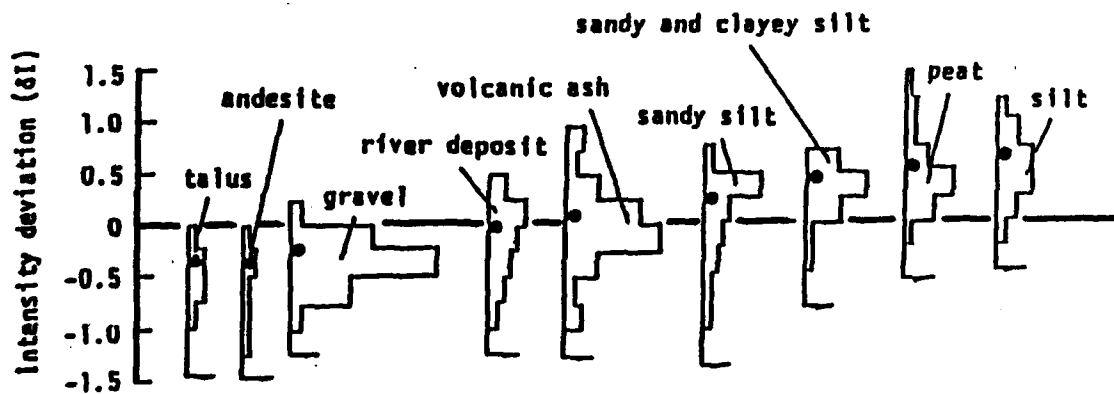 Intensity deviation (δI)
1.5
1.0
0.5
0
-0.5
-1.0
-1.5
talus
andesite
gravel
river deposit
volcanic ash
sandy silt
sandy and clayey silt
peat
silt